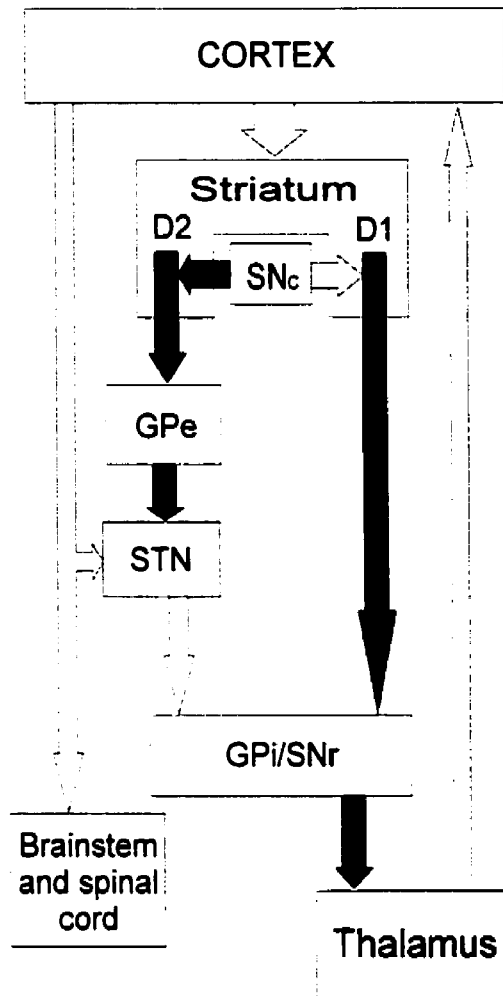 CORTEX
Striatum
D2
D1
SNc
GPe
STN
GPi/SNr
Brainstem
and spinal
cord
Thalamus